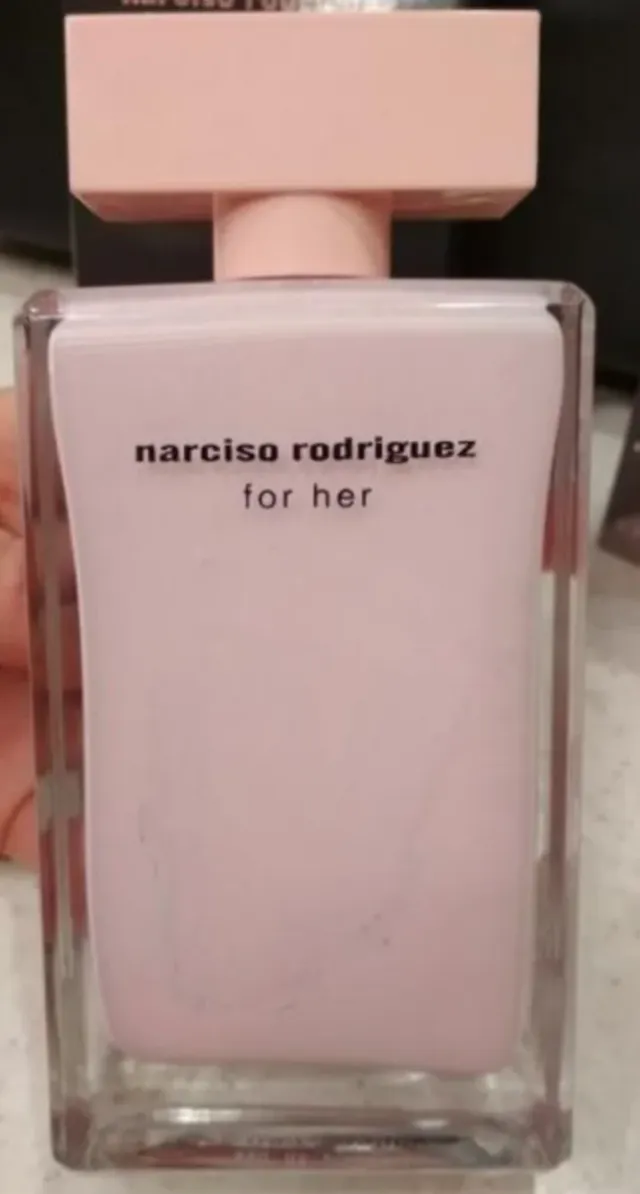 narciso rodriguez
for her